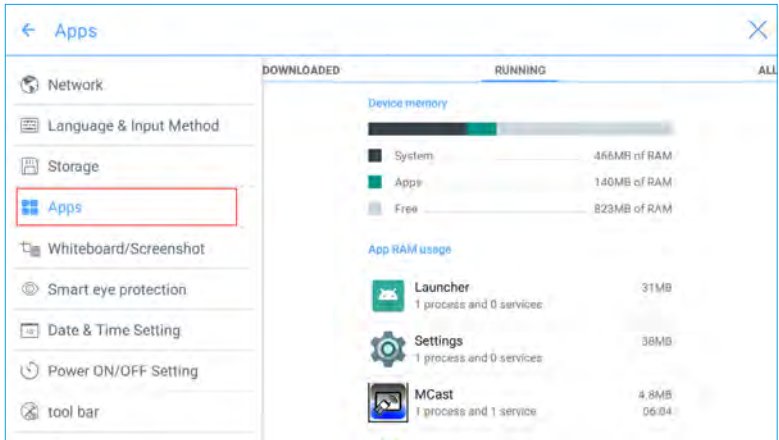 Apps
Network
Language & Input Method
Storage
Apps
Whiteboard/Screenshot
Smart eye protection
Date & Time Setting
Power ON/OFF Setting
tool bar
DOWNLOADED RUNNING ALL
Device memory
System 466MB of RAM
Apps 140MB of RAM
Free 823MB of RAM
App RAM usage
Launcher 31MB
1 process and 0 services
Settings 38MB
1 process and 0 services
MCast 4.8MB
1 process and 1 service 06:04